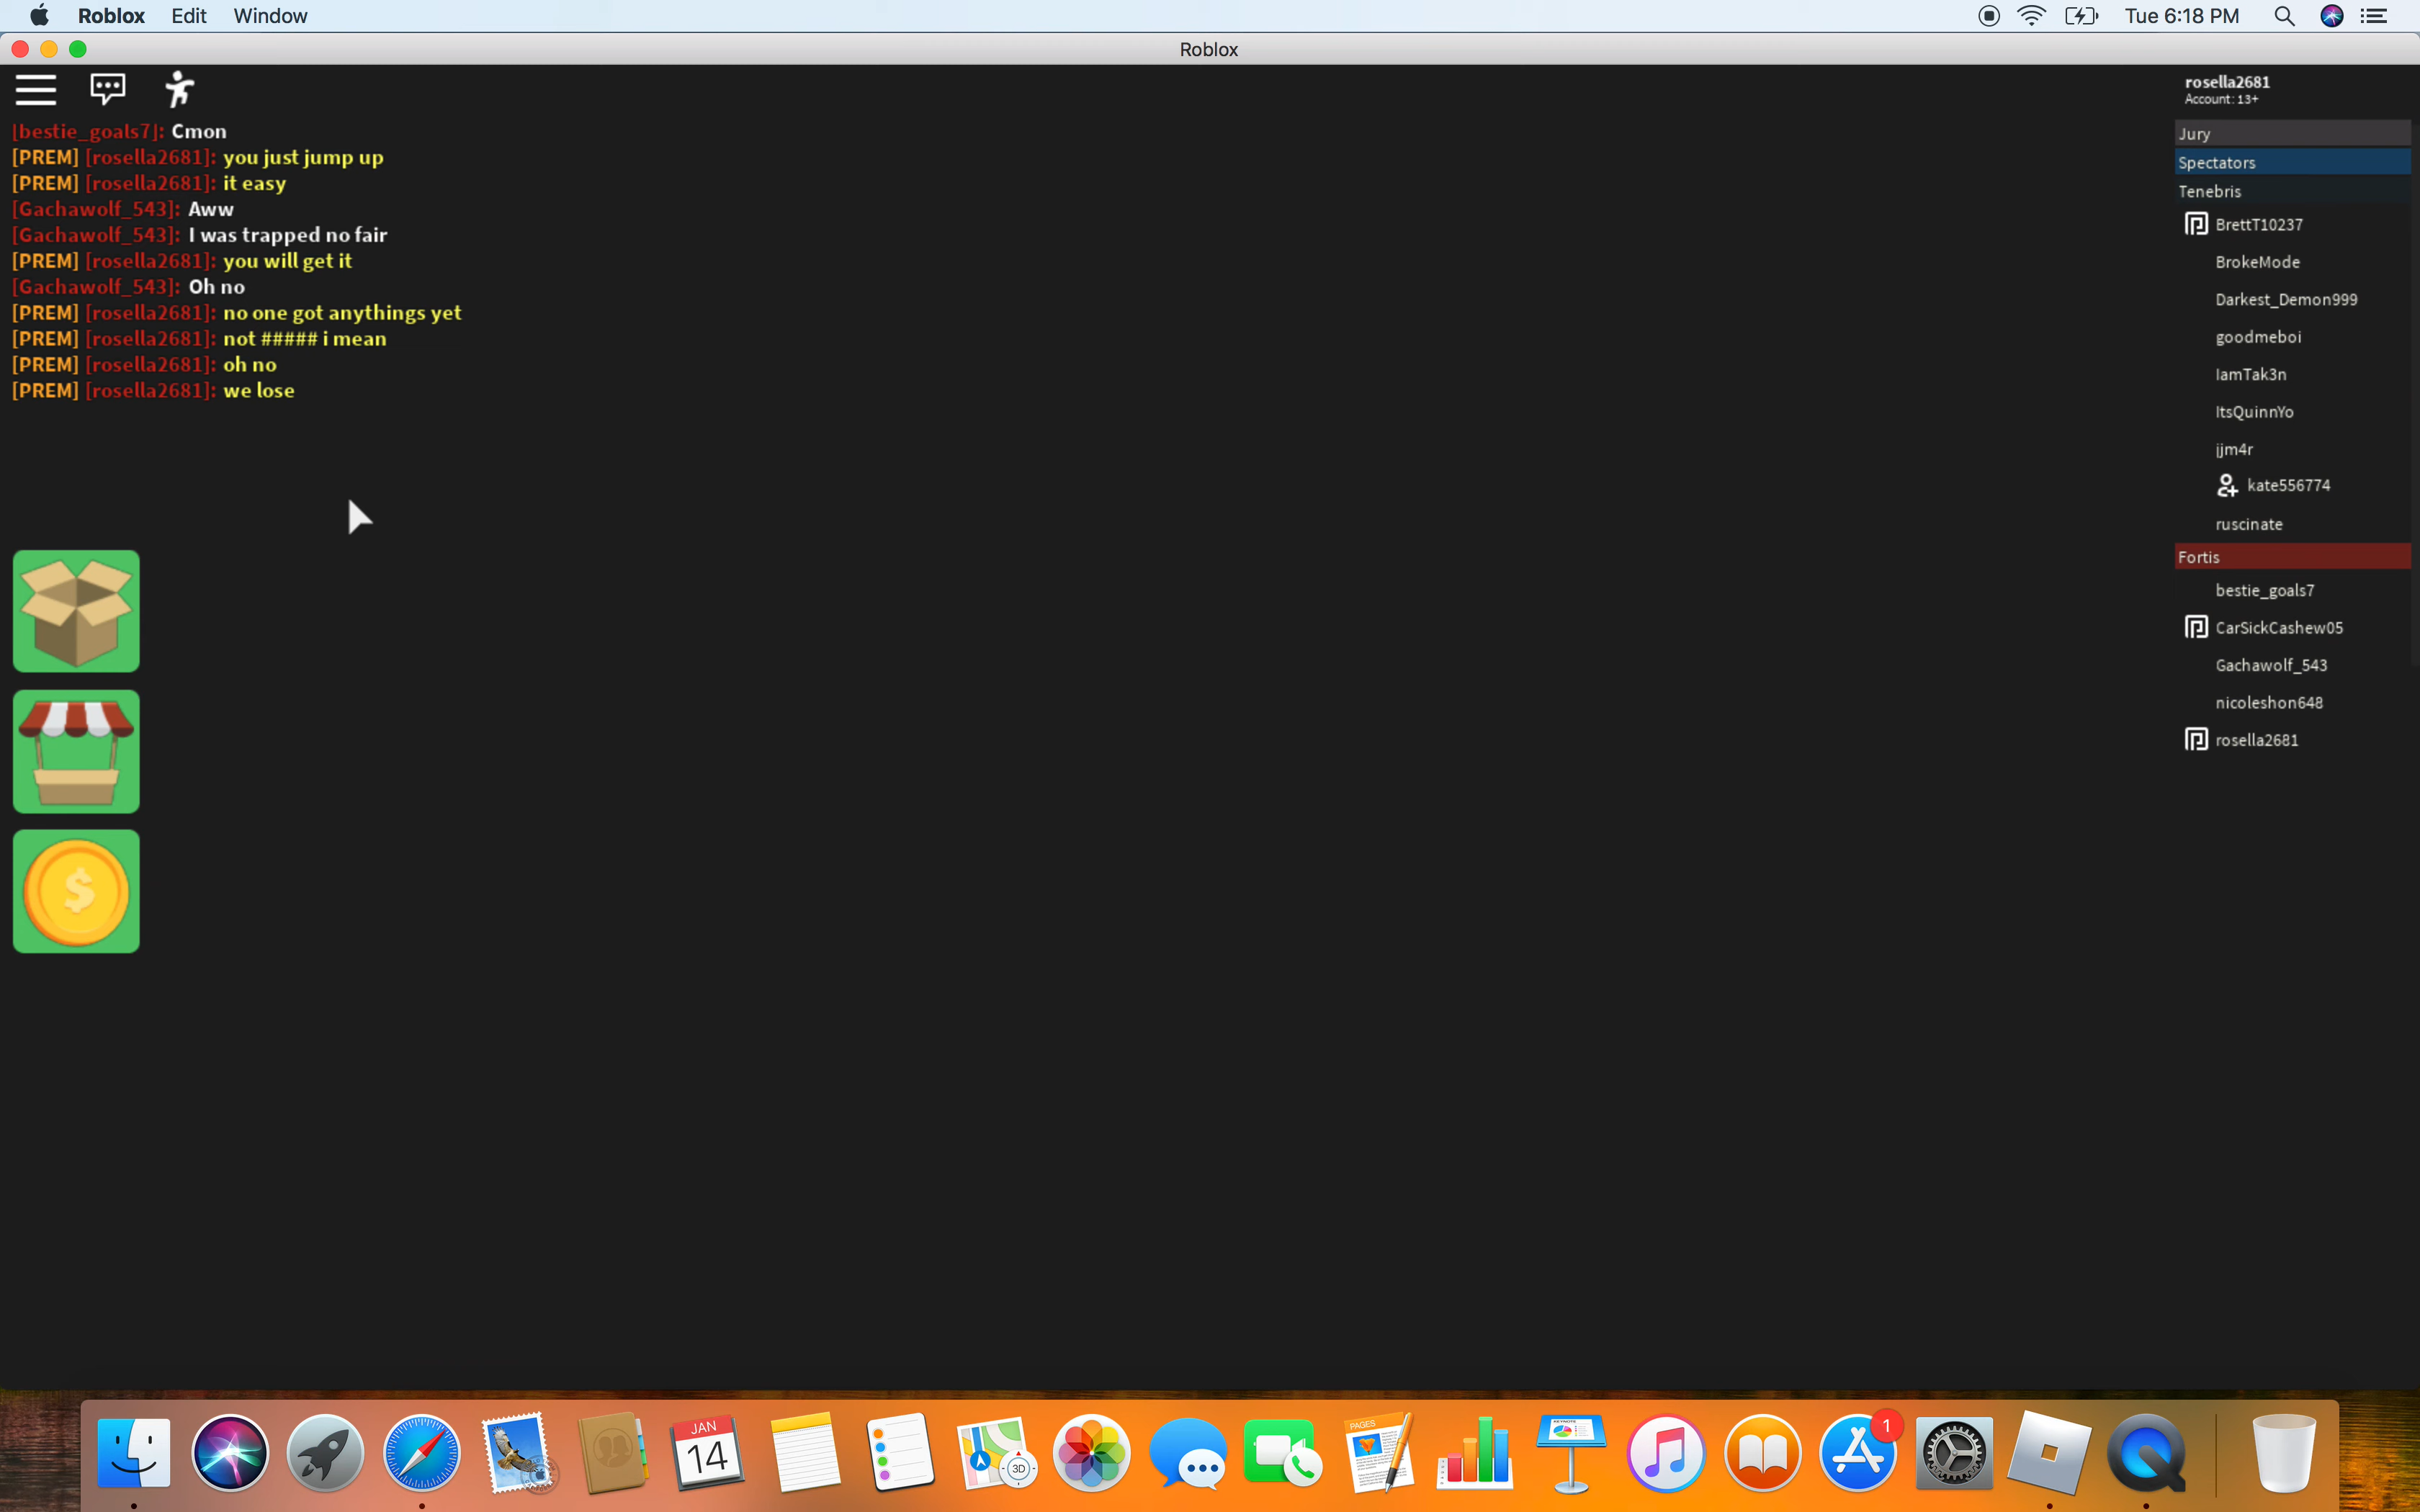 Roblox Edit Window Tue 6:18 PM
Roblox
rosella2681
Account: 13+
[bestie_goals7]: Cmon
[PREM] [rosella2681]: you just jump up
[PREM] [rosella2681]: it easy
[Gachawolf_543]: Aww
[Gachawolf_543]: I was trapped no fair
[PREM] [rosella2681]: you will get it
[Gachawolf_543]: Oh no
[PREM] [rosella2681]: no one got anythings yet
[PREM] [rosella2681]: not ##### i mean
[PREM] [rosella2681]: oh no
[PREM] [rosella2681]: we lose
Jury
Spectators
Tenebris
BrettT10237
BrokeMode
Darkest_Demon999
goodmeboi
IamTak3n
ItsQuinnYo
jjm4r
kate556774
ruscinate
Fortis
bestie_goals7
CarSickCashew05
Gachawolf_543
nicoleshon648
rosella2681
$
JAN
14
3D
PAGES
KEYNOTE
1